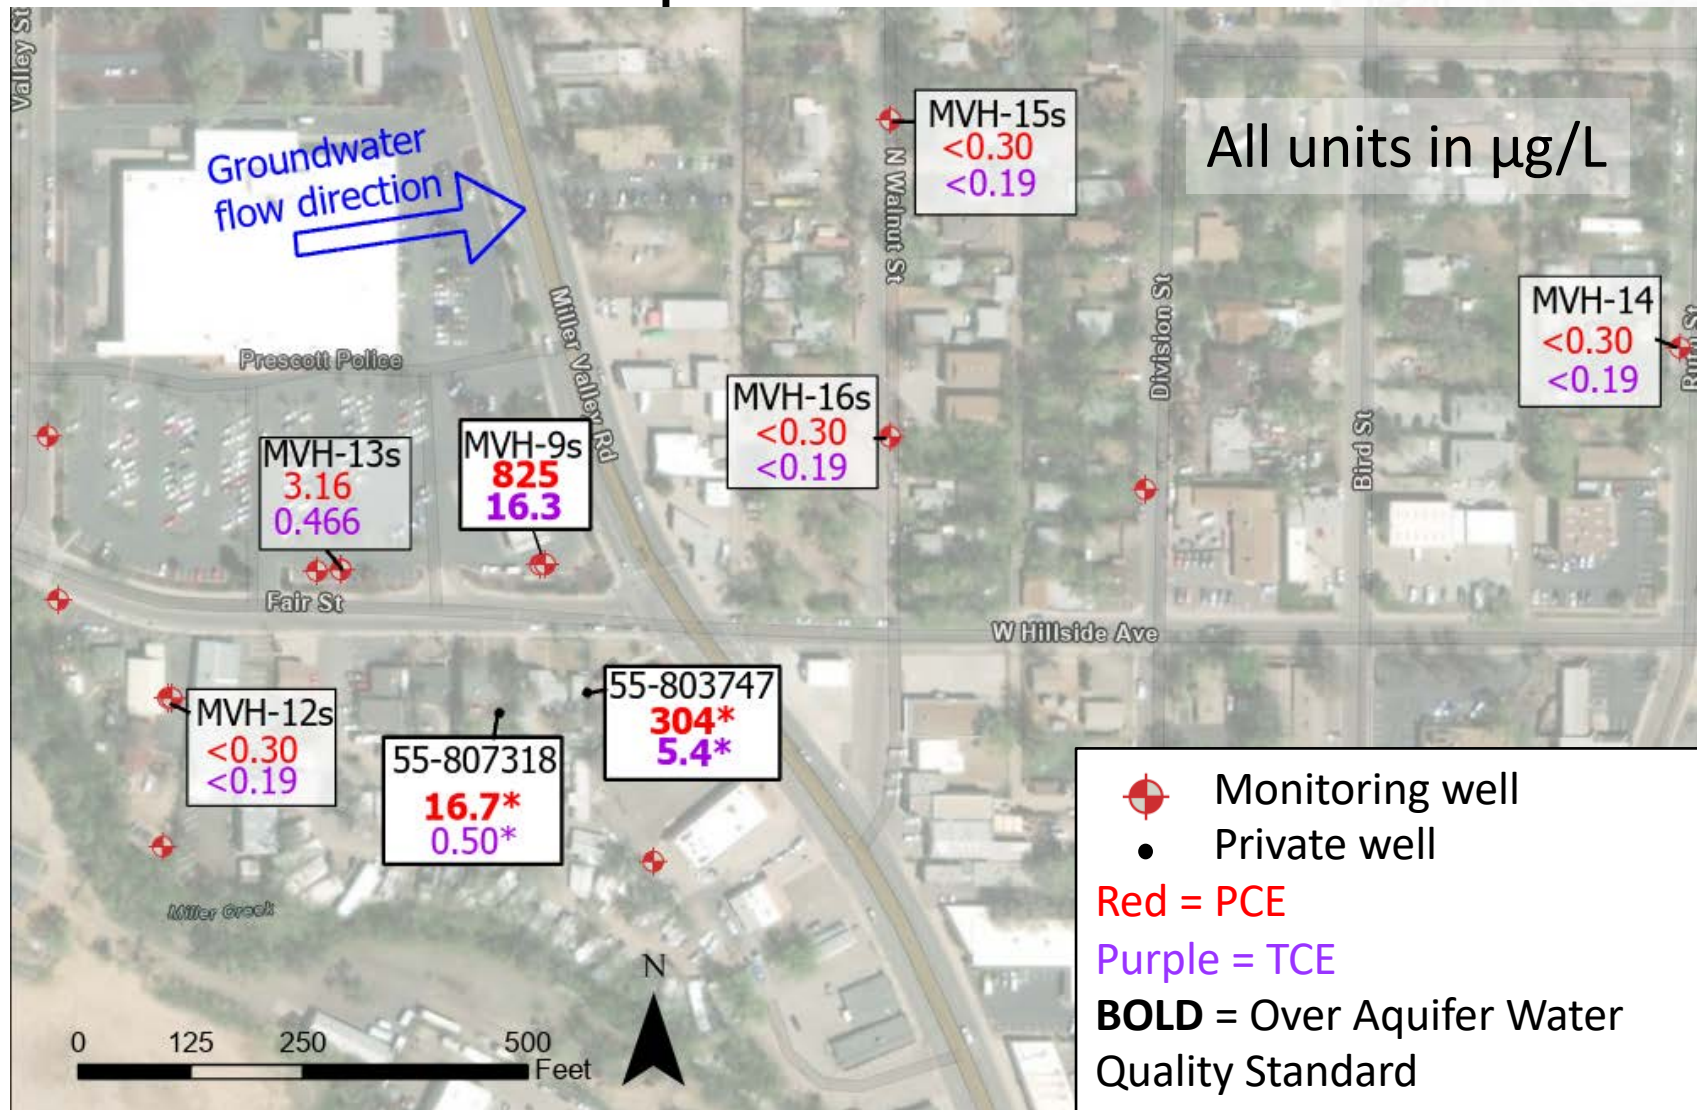 Valley St
Groundwater
flow direction
MVH-15s
<0.30
<0.19
All units in µg/L
N Walnut St
Miller Valley Rd
Division St
MVH-14
<0.30
<0.19
Prescott Police
MVH-16s
<0.30
<0.19
Bird St
MVH-13s
3.16
0.466
MVH-9s
825
16.3
Fair St
W Hillside Ave
MVH-12s
<0.30
<0.19
55-807318
16.7*
0.50*
55-803747
304*
5.4*
Miller Creek
N
0 125 250 500
Feet
Monitoring well
Private well
Red = PCE
Purple = TCE
BOLD = Over Aquifer Water
Quality Standard